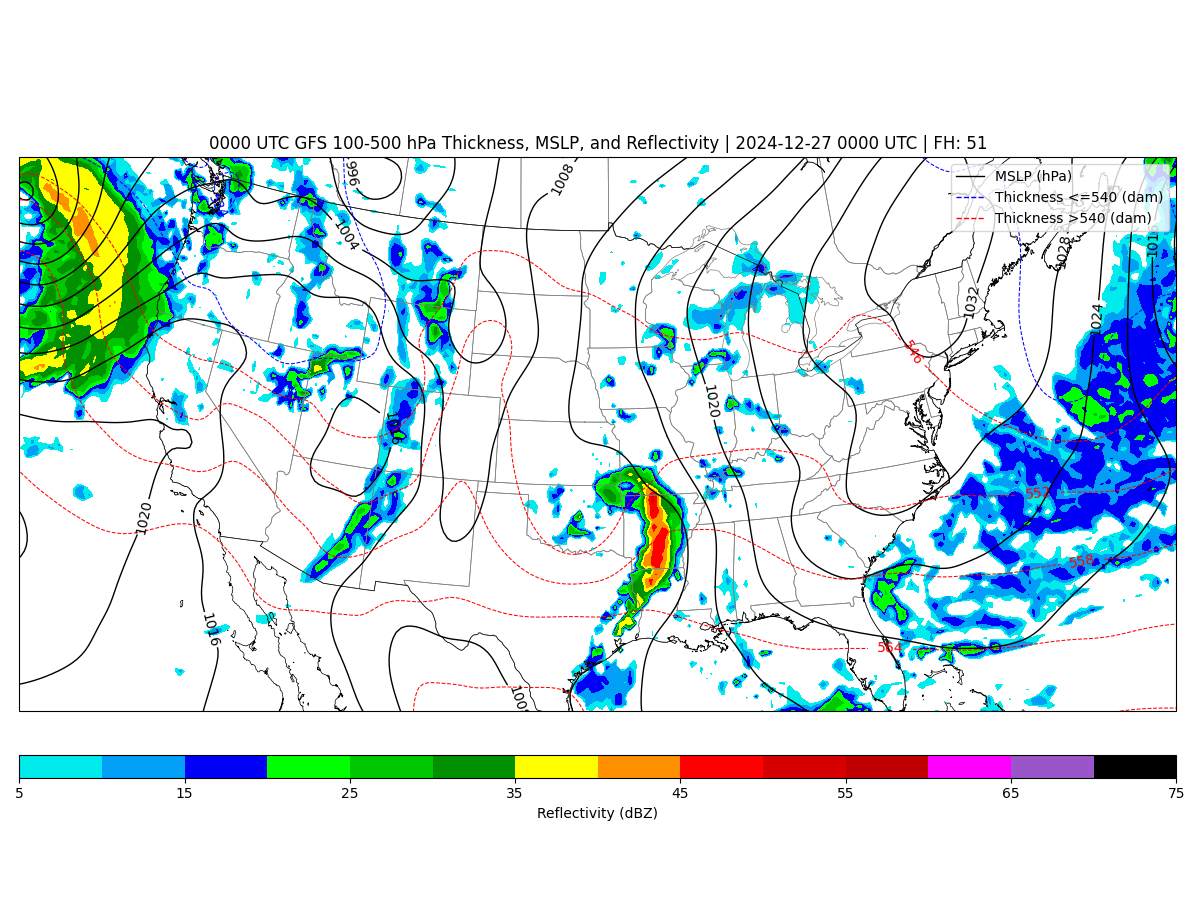 0000 UTC GFS 100-500 hPa Thickness, MSLP, and Reflectivity | 2024-12-27 0000 UTC | FH: 51
MSLP (hPa)
Thickness <=540 (dam)
Thickness >540 (dam)
996
1008
1004
1028
1016
1032
1024
546
1020
1016
552
1020
558
1016
564
1008
5 15 25 35 45 55 65 75
Reflectivity (dBZ)